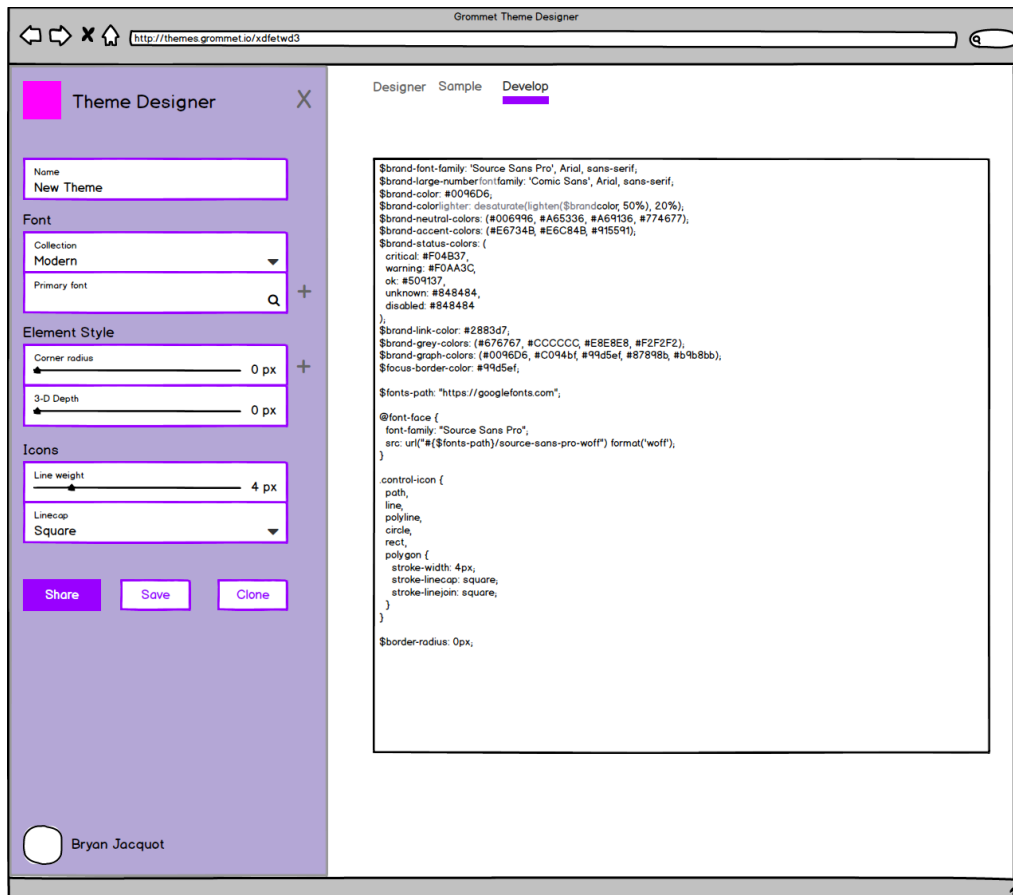 Grommet Theme Designer
http://themes.grommet.io/xdfetwd3
Theme Designer
X
Name
New Theme
Font
Collection
Modern
Primary font
+
Element Style
Corner radius
0 px
+
3-D Depth
0 px
Icons
Line weight
4 px
Linecap
Square
Share Save Clone
Bryan Jacquot
Designer Sample Develop
$brand-font-family: 'Source Sans Pro', Arial, sans-serif;
$brand-large-numberfontfamily: 'Comic Sans', Arial, sans-serif;
$brand-color: #0096D6;
$brand-colorlighter: desaturate(lighten($brandcolor, 50%), 20%);
$brand-neutral-colors: (#006996, #A65336, #A69136, #774677);
$brand-accent-colors: (#E6734B, #E6C84B, #915591);
$brand-status-colors: (
critical: #F04B37,
warning: #F0AA3C,
ok: #509137,
unknown: #848484,
disabled: #848484
);
$brand-link-color: #2883d7;
$brand-grey-colors: (#676767, #CCCCCC, #E8E8E8, #F2F2F2);
$brand-graph-colors: (#0096D6, #C094bf, #99d5ef, #87898b, #b9b8bb);
$focus-border-color: #99d5ef;
$fonts-path: "https://googlefonts.com";
@font-face {
font-family: "Source Sans Pro";
src: url("#{$fonts-path}/source-sans-pro-woff") format('woff');
}
.control-icon {
path,
line,
polyline,
circle,
rect,
polygon {
stroke-width: 4px;
stroke-linecap: square;
stroke-linejoin: square;
}
}
$border-radius: 0px;